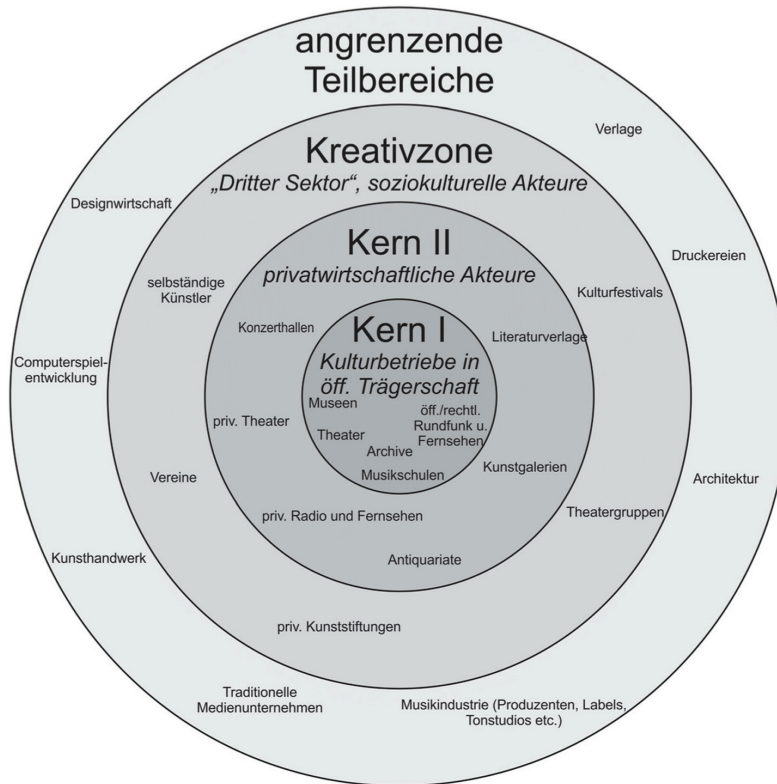 angrenzende
Teilbereiche
Verlage
Kreativzone
„Dritter Sektor“, soziokulturelle Akteure
Designwirtschaft
Kern II
privatwirtschaftliche Akteure
Druckereien
selbständige
Künstler
Kulturfestivals
Konzerthallen
Kern I
Literaturverlage
Kulturbetriebe in
öff. Trägerschaft
Computerspiel-
entwicklung
Museen
öff./rechtl.
Rundfunk u.
Fernsehen
priv. Theater
Theater
Archive
Musikschulen
Kunstgalerien
Vereine
Architektur
priv. Radio und Fernsehen
Theatergruppen
Kunsthandwerk
Antiquariate
priv. Kunststiftungen
Traditionelle
Medienunternehmen
Musikindustrie (Produzenten, Labels,
Tonstudios etc.)